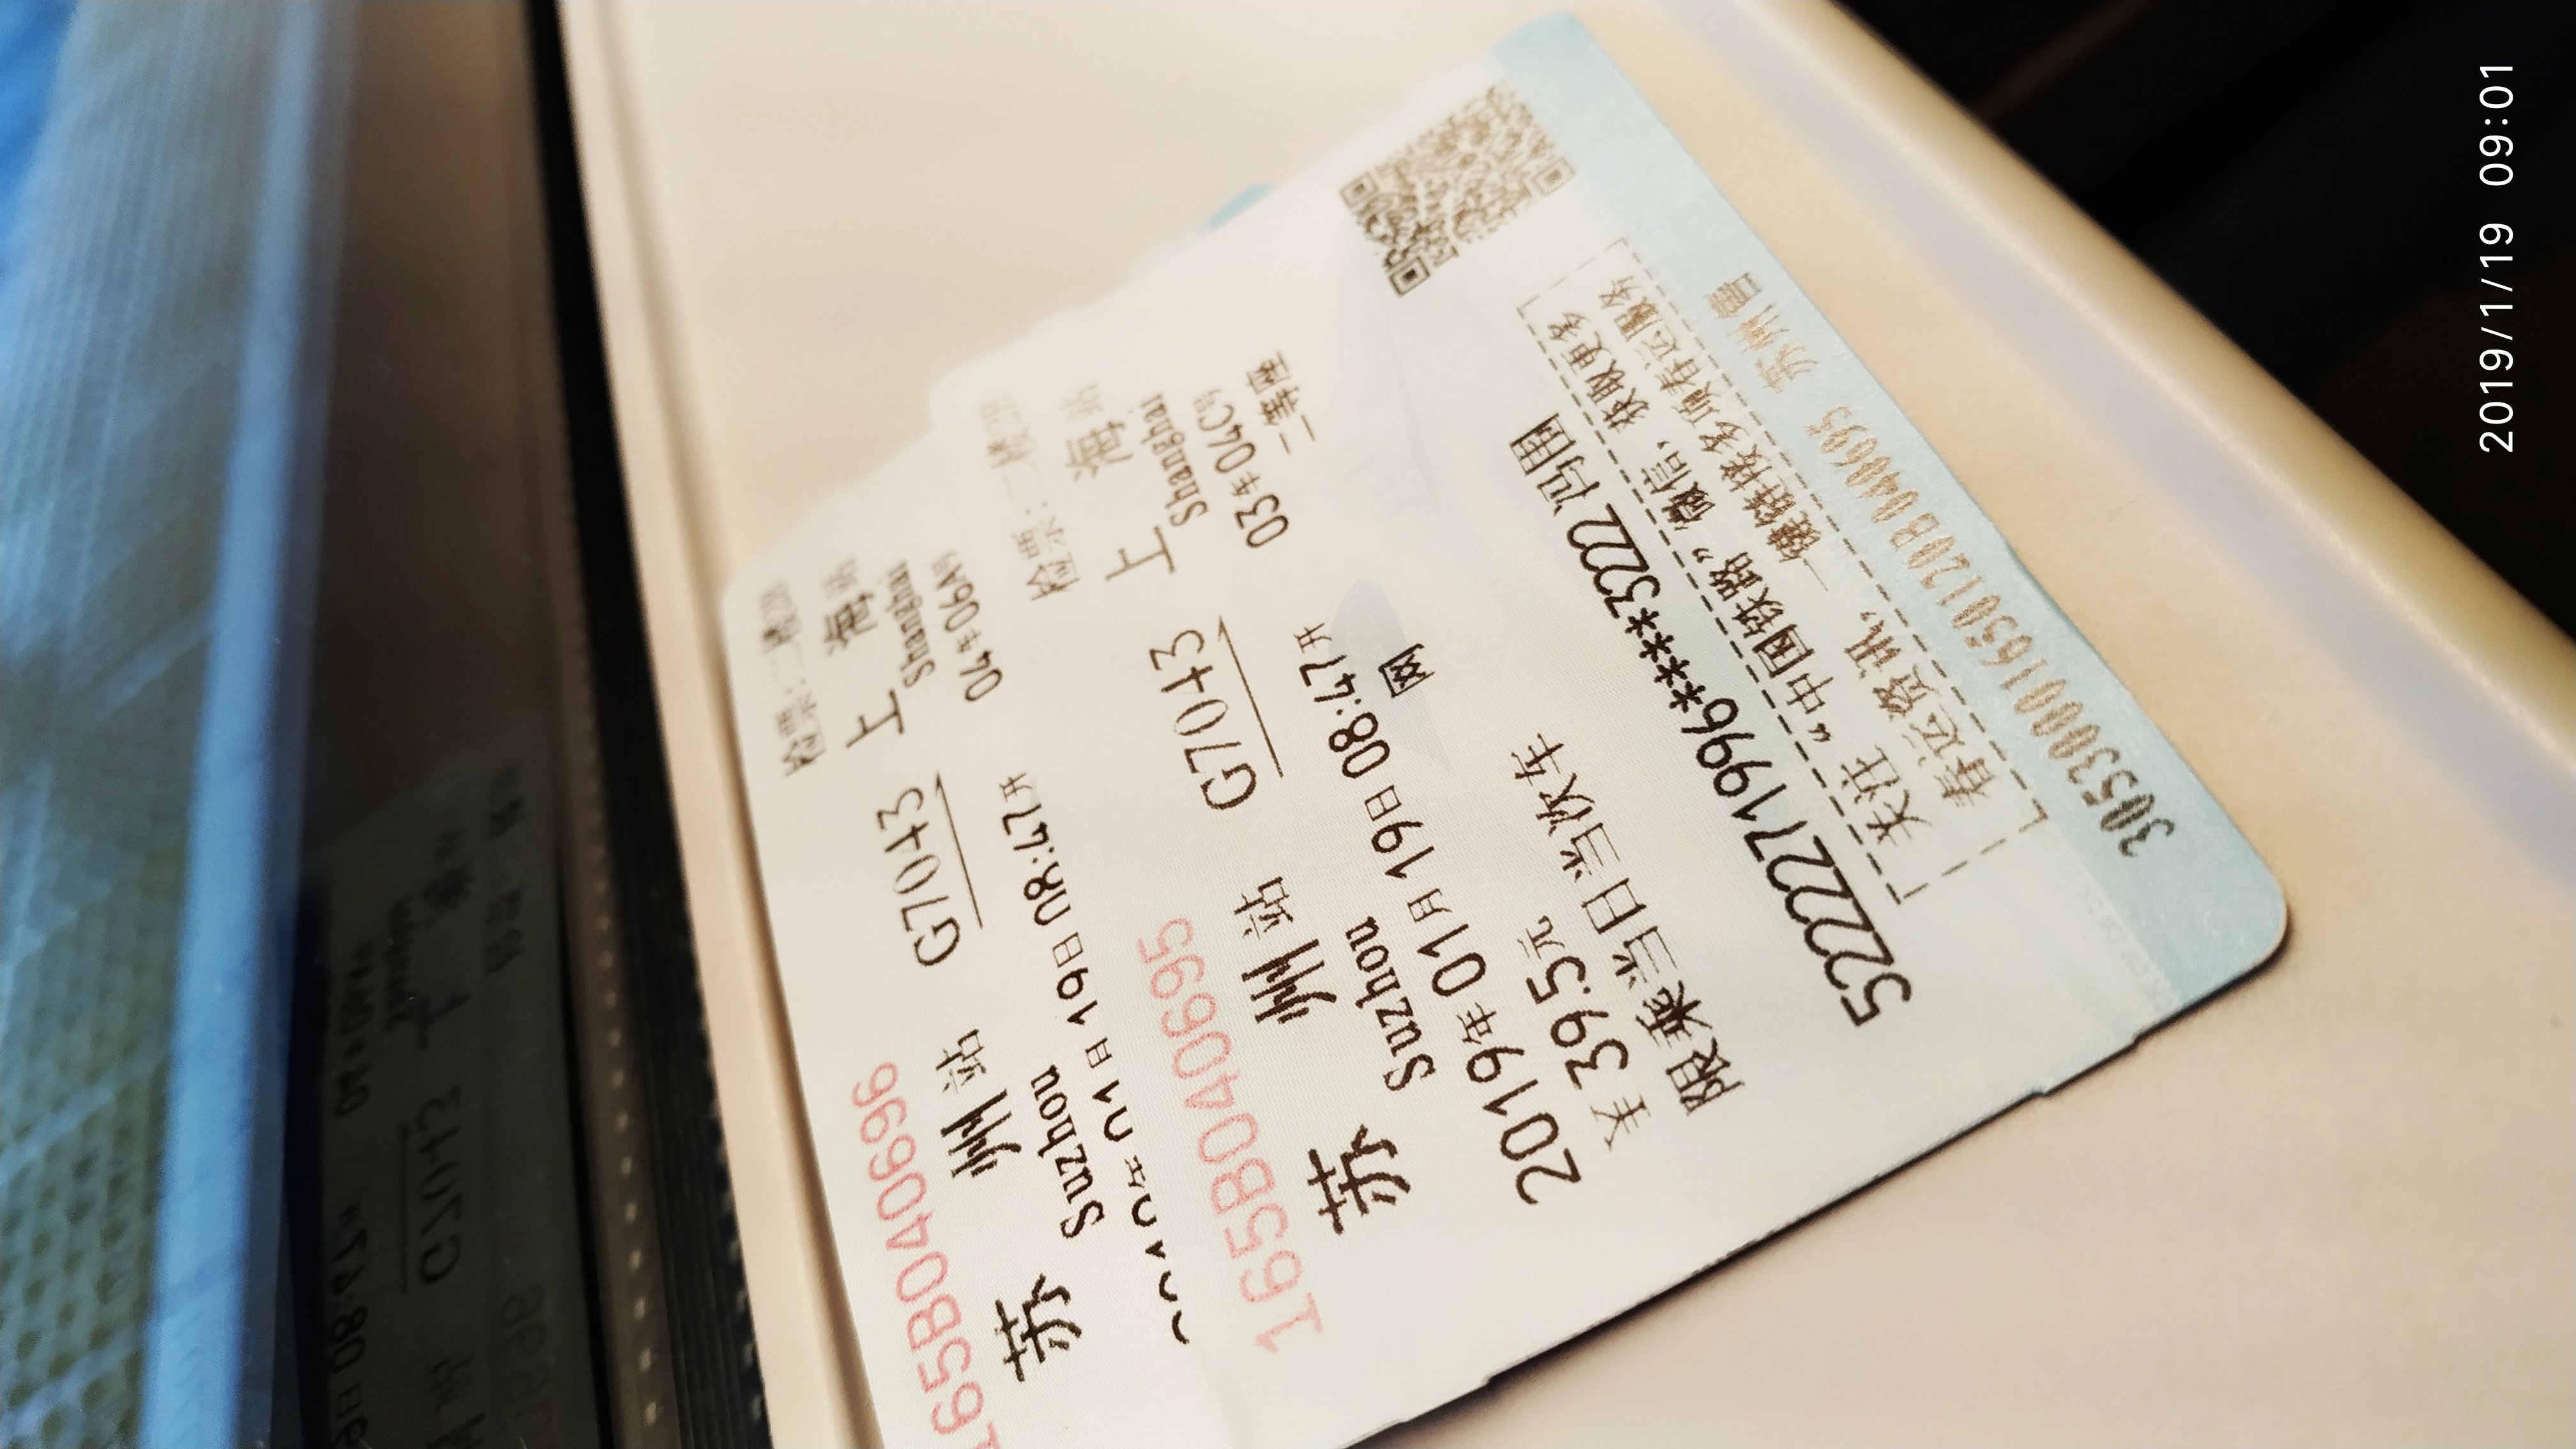 165B040696
检票:二楼2B
苏州站 G7043 上海站
Suzhou Shanghai
2019年01月19日08:47开 04车06A号
165B040695
检票:二楼2B
苏州站 G7043 上海站
Suzhou Shanghai
2019年01月19日08:47开 03车04C号
¥39.5元 网 二等座
限乘当日当次车
5222271996****3222 冯围
关注“中国铁路”微信,获取更多
春运资讯,一键链接多项春运服务
30530001650120B040695 苏州售
2019/1/19 09:01